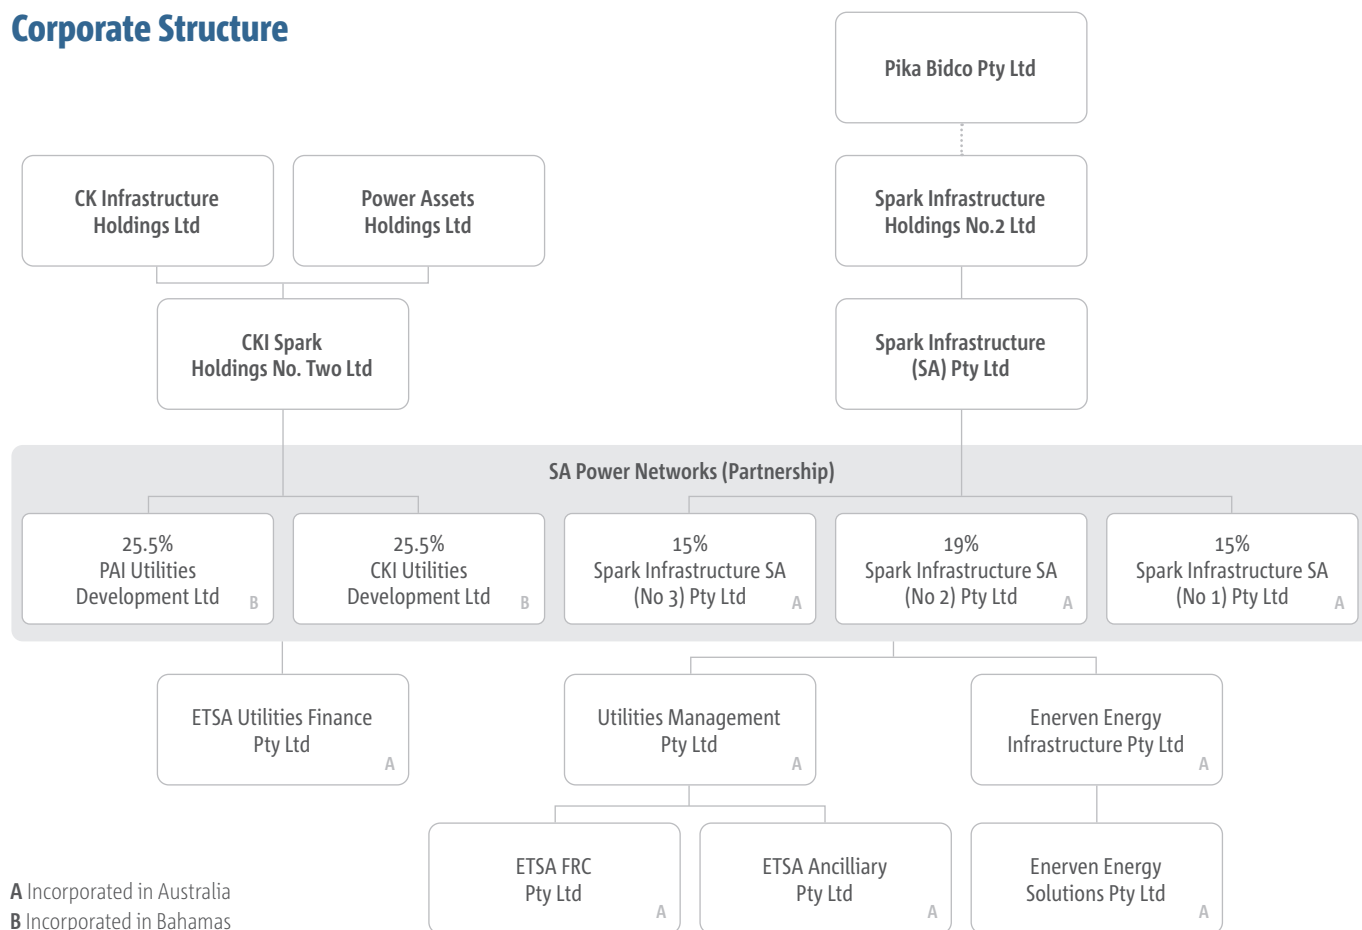 Corporate Structure
Pika Bidco Pty Ltd
CK Infrastructure
Holdings Ltd
Power Assets
Holdings Ltd
Spark Infrastructure
Holdings No.2 Ltd
CKI Spark
Holdings No. Two Ltd
Spark Infrastructure
(SA) Pty Ltd
SA Power Networks (Partnership)
25.5%
PAI Utilities
Development Ltd
B
25.5%
CKI Utilities
Development Ltd
B
15%
Spark Infrastructure SA
(No 3) Pty Ltd
A
19%
Spark Infrastructure SA
(No 2) Pty Ltd
A
15%
Spark Infrastructure SA
(No 1) Pty Ltd
A
ETSA Utilities Finance
Pty Ltd
A
Utilities Management
Pty Ltd
A
Enerven Energy
Infrastructure Pty Ltd
A
ETSA FRC
Pty Ltd
A
ETSA Ancilliary
Pty Ltd
A
Enerven Energy
Solutions Pty Ltd
A
A Incorporated in Australia
B Incorporated in Bahamas